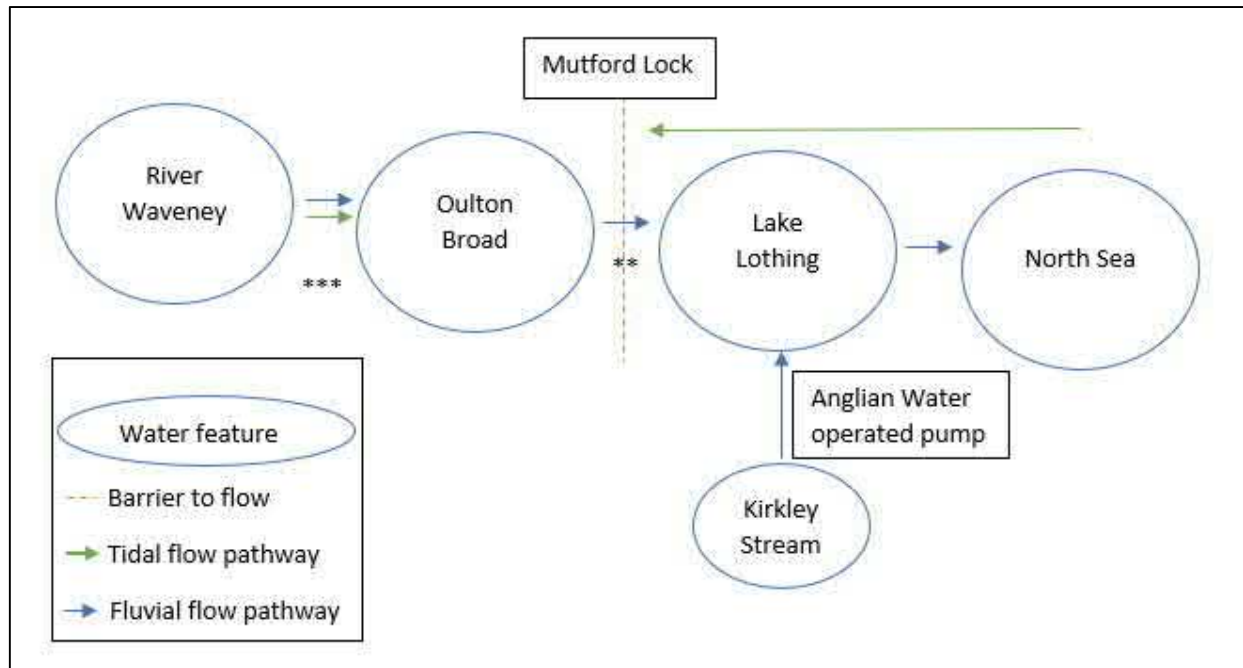 Mutford Lock
River
Waveney
Oulton
Broad
Lake
Lothing
North Sea
***
**
Anglian Water
operated pump
Kirkley
Stream
Water feature
Barrier to flow
Tidal flow pathway
Fluvial flow pathway